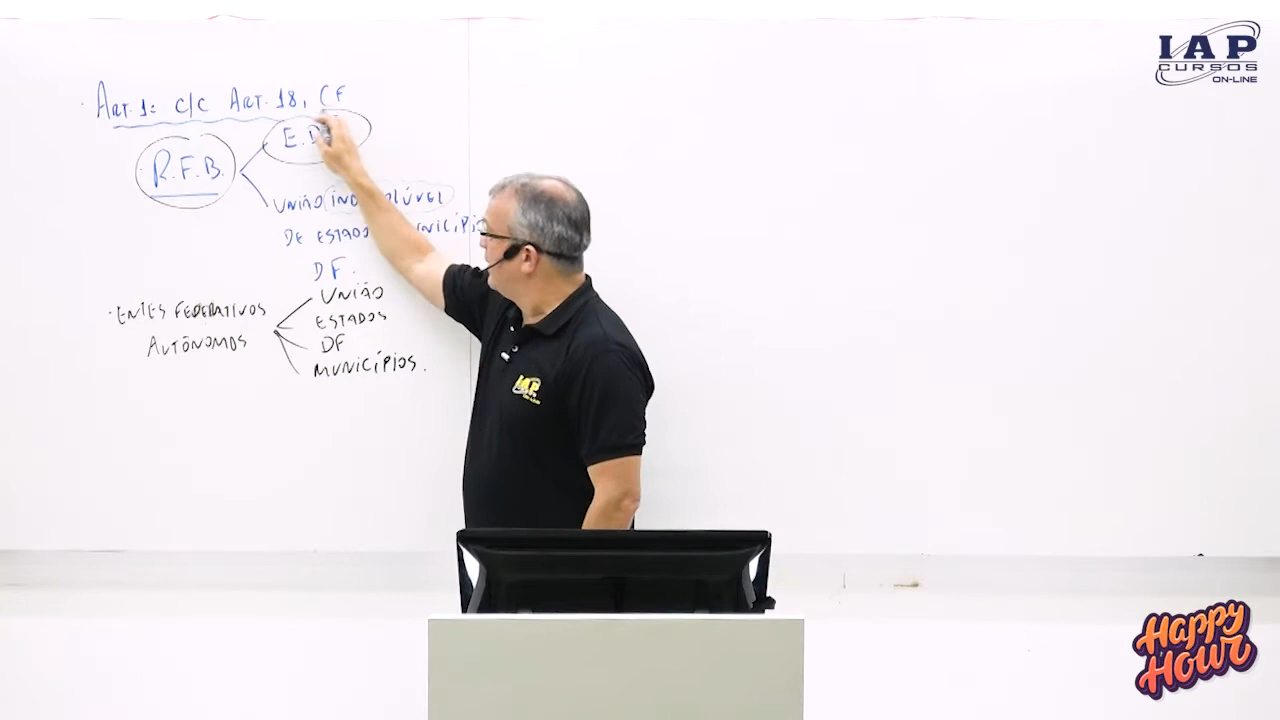 Art. 1º C/C Art. 18, CF
R.F.B.
E.D
UNIÃO
DE
DF.
ENTES FEDERATIVOS
AUTÔNOMOS
UNIÃO
ESTADOS
DF
MUNICÍPIOS.
IAP
CURSOS
ON-LINE
IAP
Happy
Hour